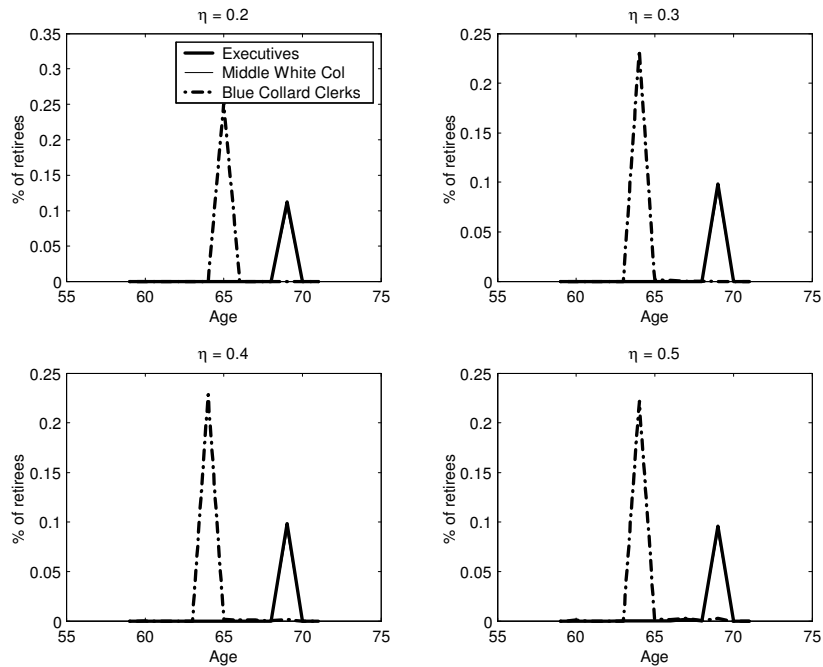 η = 0.2
0.35
0.3
0.25
0.2
0.15
0.1
0.05
0
% of retirees
55 60 65 70 75
Age
Executives
Middle White Col
Blue Collard Clerks
η = 0.3
0.25
0.2
0.15
0.1
0.05
0
% of retirees
55 60 65 70 75
Age
η = 0.4
0.25
0.2
0.15
0.1
0.05
0
% of retirees
55 60 65 70 75
Age
η = 0.5
0.25
0.2
0.15
0.1
0.05
0
% of retirees
55 60 65 70 75
Age